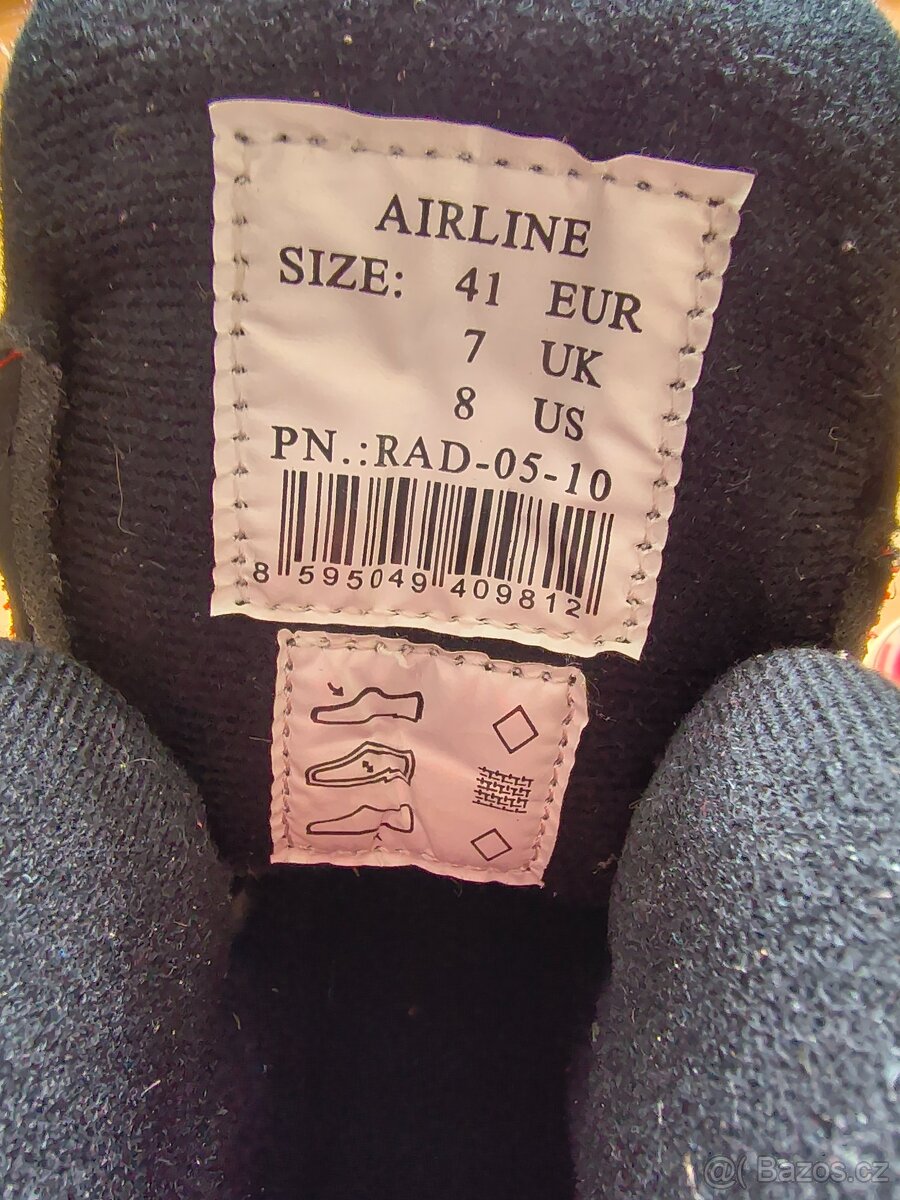 AIRLINE
SIZE: 41 EUR
7 UK
8 US
PN.:RAD-05-10
8 595049 409812
@( Bazos.cz